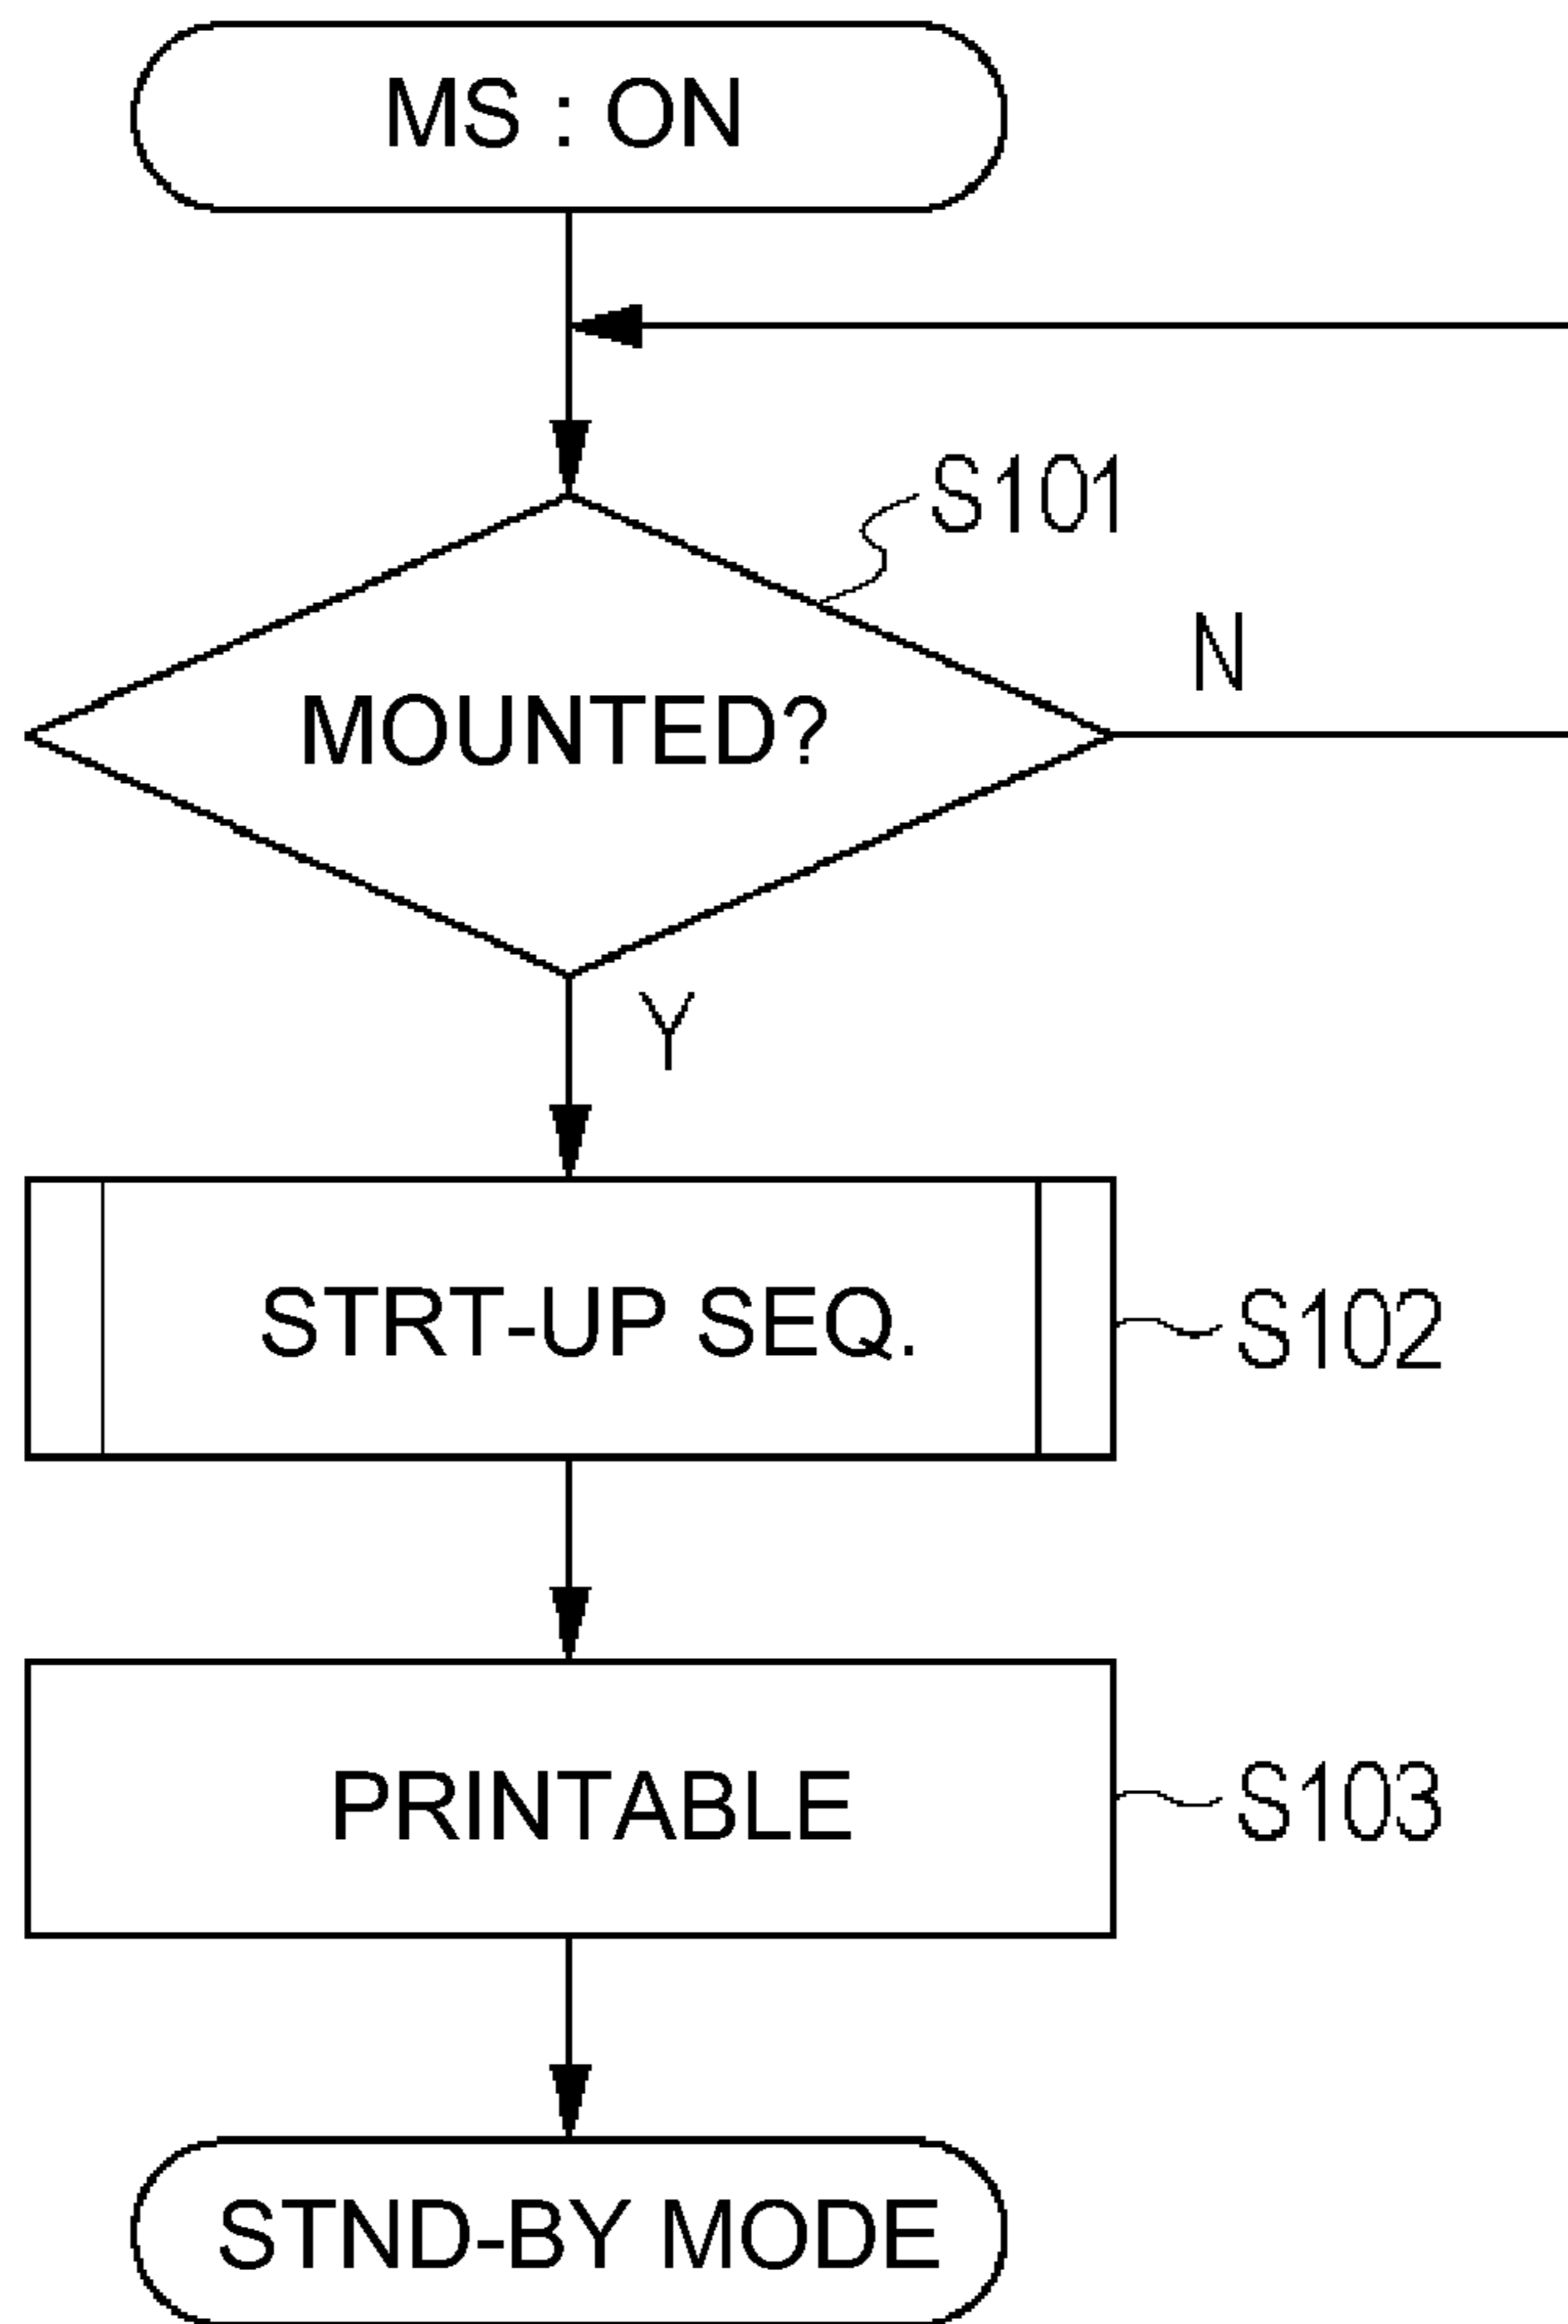 MS : ON
S101
N
MOUNTED?
Y
STRT-UP SEQ.
S102
PRINTABLE
S103
STND-BY MODE